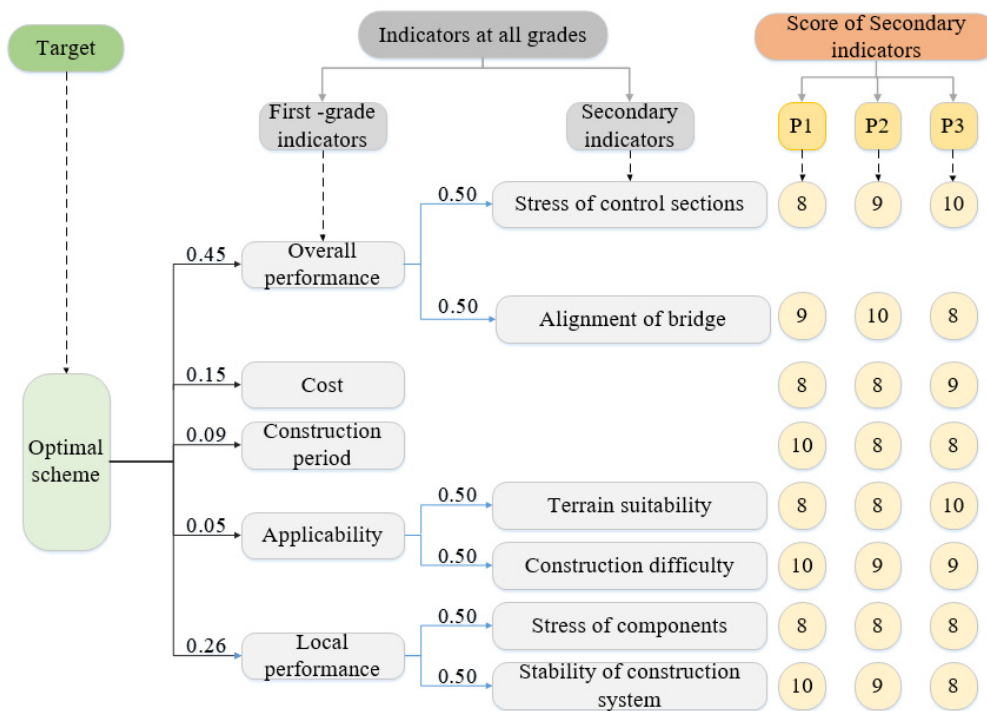 Target
Indicators at all grades
Score of Secondary
indicators
First -grade
indicators
Secondary
indicators
P1 P2 P3
0.50 Stress of control sections 8 9 10
0.45 Overall
performance
0.50 Alignment of bridge 9 10 8
0.15 Cost 8 8 9
Optimal
scheme
0.09 Construction
period 10 8 8
0.05 Applicability
0.50 Terrain suitability 8 8 10
0.50 Construction difficulty 10 9 9
0.26 Local
performance
0.50 Stress of components 8 8 8
0.50 Stability of construction
system 10 9 8